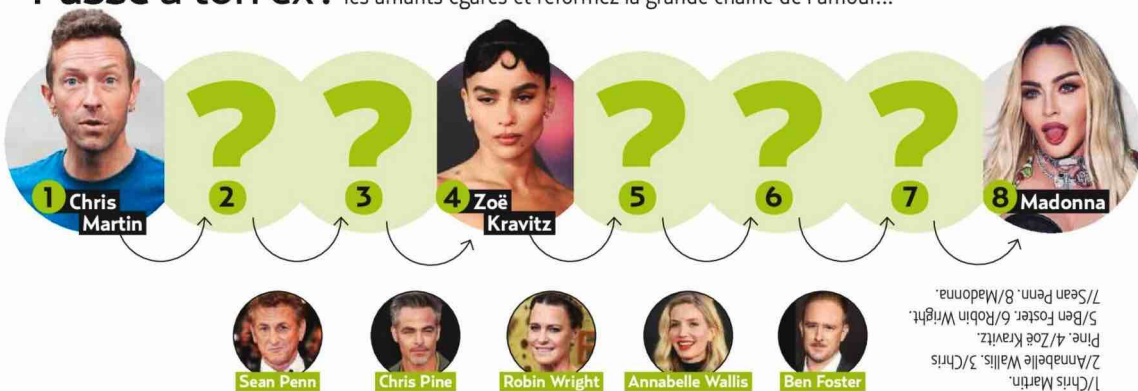 Passe à ton ex! les amants égarés et reformez la grande chaîne de l'amour...
1 Chris
Martin
?
2
?
3
4 Zoë
Kravitz
?
5
?
6
?
7
8 Madonna
Sean Penn
Chris Pine
Robin Wright
Annabelle Wallis
Ben Foster
1/Chris Martin.
2/Annabelle Wallis. 3/Chris
Pine. 4/Zoë Kravitz.
5/Ben Foster. 6/Robin Wright.
7/Sean Penn. 8/Madonna.